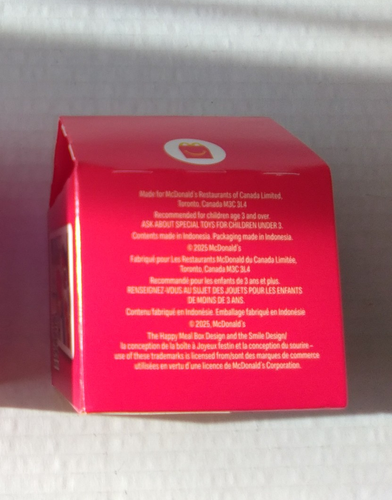 Made for McDonald's Restaurants of Canada Limited,
Toronto, Canada M3C 3L4
Recommended for children age 3 and over.
ASK ABOUT SPECIAL TOYS FOR CHILDREN UNDER 3.
Contents made in Indonesia. Packaging made in Indonesia.
© 2025 McDonald's
Fabriqué pour Les Restaurants McDonald du Canada Limitée,
Toronto, Canada M3C 3L4
Recommandée pour les enfants de 3 ans et plus.
RENSEIGNEZ-VOUS AU SUJET DES JOUETS POUR LES ENFANTS
DE MOINS DE 3 ANS.
Contenu fabriqué en Indonésie. Emballage fabriqué en Indonésie
© 2025, McDonald's
The Happy Meal Box Design and the Smile Design/
la conception de la boîte à Joyeux festin et la conception du sourire–
use of these trademarks is licensed from/sont des marques de commerce
utilisées en vertu d'une licence de McDonald's Corporation.